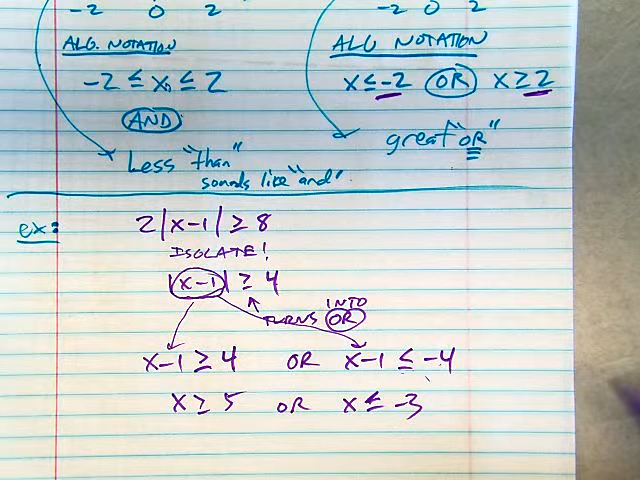 -2 0 2 -2 0 2
ALG. NOTATION ALG NOTATION
-2 ≤ x ≤ 2 x ≤ -2 OR x ≥ 2
AND great "OR"
Less "than"
sounds like "and"
ex: 2|x-1| ≥ 8
ISOLATE!
|x-1| ≥ 4
TURNS INTO OR
x-1 ≥ 4 OR x-1 ≤ -4
x ≥ 5 OR x ≤ -3